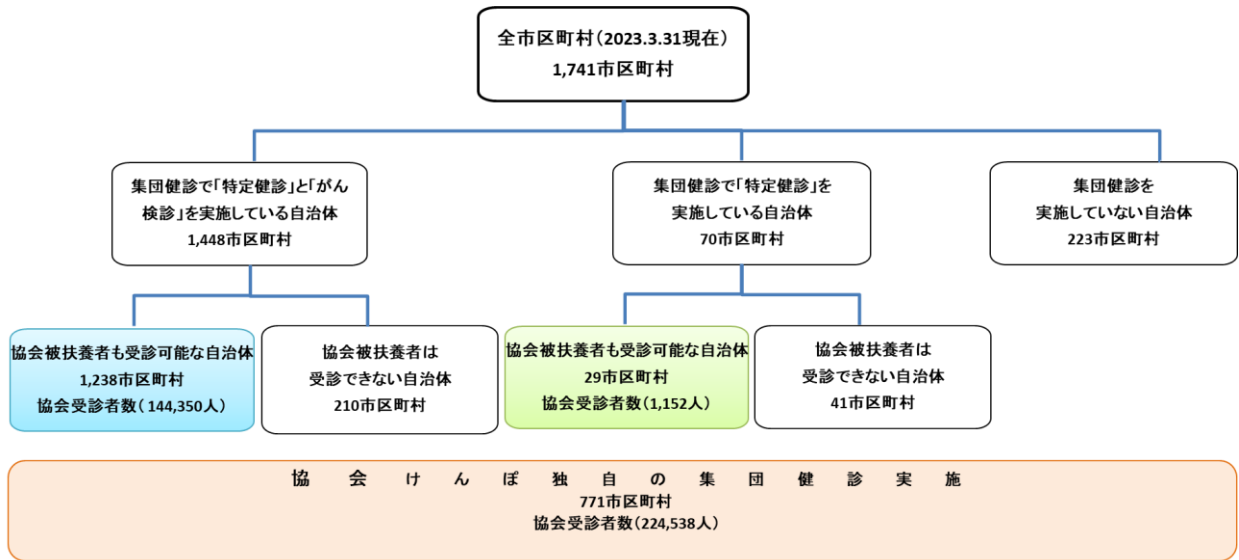 全市区町村（2023.3.31現在）
1,741市区町村
集団健診で「特定健診」と「がん
検診」を実施している自治体
1,448市区町村
集団健診で「特定健診」を
実施している自治体
70市区町村
集団健診を
実施していない自治体
223市区町村
協会被扶養者も受診可能な自治体
1,238市区町村
協会受診者数（144,350人）
協会被扶養者は
受診できない自治体
210市区町村
協会被扶養者も受診可能な自治体
29市区町村
協会受診者数（1,152人）
協会被扶養者は
受診できない自治体
41市区町村
協会けんぽ独自の集団健診実施
771市区町村
協会受診者数（224,538人）